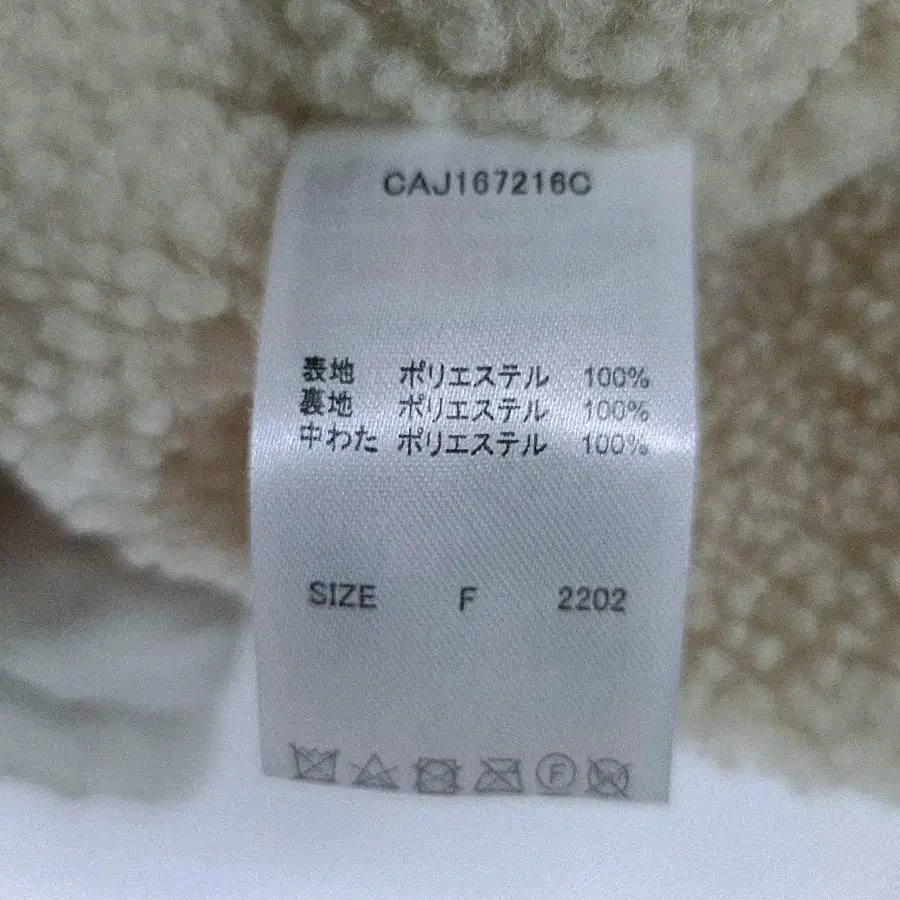 CAJ167216C
表地 ポリエステル 100%
裏地 ポリエステル 100%
中わた ポリエステル 100%
SIZE F 2202
F W